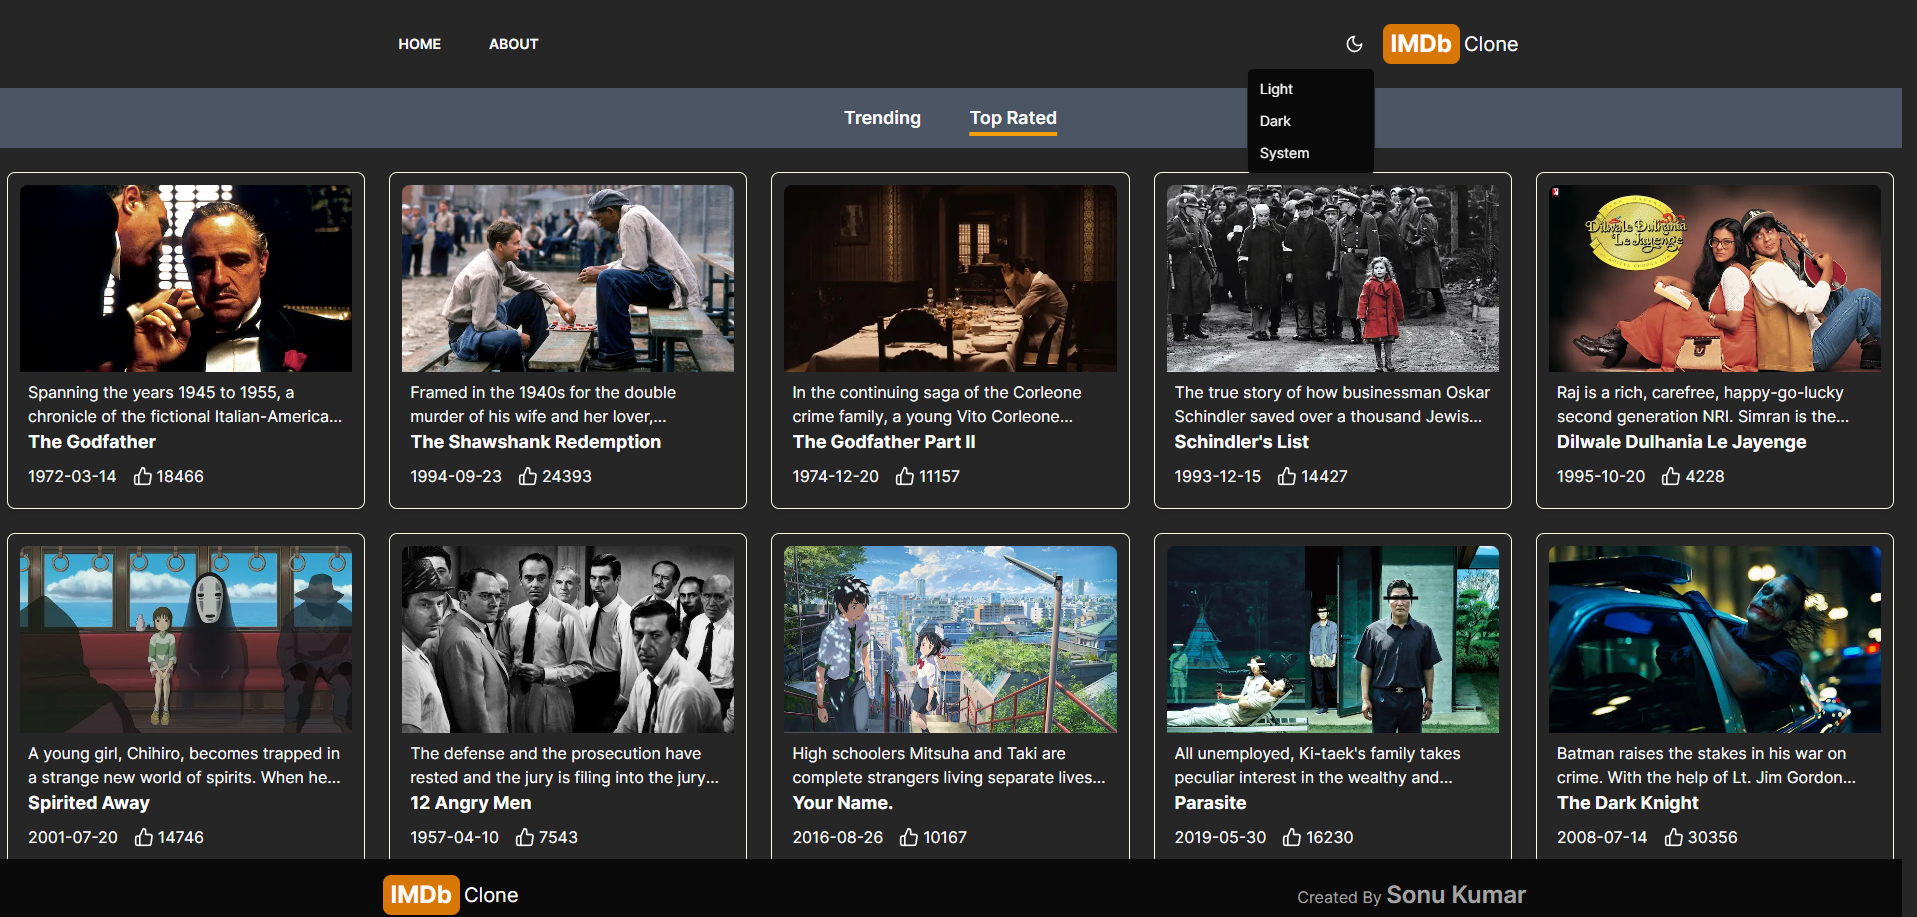 HOME
ABOUT
IMDb Clone
Light
Dark
System
Trending
Top Rated
Dilwale Dulhania
Le Jayenge
Spanning the years 1945 to 1955, a
chronicle of the fictional Italian-America...
The Godfather
1972-03-14 18466
Framed in the 1940s for the double
murder of his wife and her lover,...
The Shawshank Redemption
1994-09-23 24393
In the continuing saga of the Corleone
crime family, a young Vito Corleone...
The Godfather Part II
1974-12-20 11157
The true story of how businessman Oskar
Schindler saved over a thousand Jewis...
Schindler's List
1993-12-15 14427
Raj is a rich, carefree, happy-go-lucky
second generation NRI. Simran is the...
Dilwale Dulhania Le Jayenge
1995-10-20 4228
A young girl, Chihiro, becomes trapped in
a strange new world of spirits. When he...
Spirited Away
2001-07-20 14746
The defense and the prosecution have
rested and the jury is filing into the jury...
12 Angry Men
1957-04-10 7543
High schoolers Mitsuha and Taki are
complete strangers living separate lives...
Your Name.
2016-08-26 10167
All unemployed, Ki-taek's family takes
peculiar interest in the wealthy and...
Parasite
2019-05-30 16230
Batman raises the stakes in his war on
crime. With the help of Lt. Jim Gordon...
The Dark Knight
2008-07-14 30356
IMDb Clone
Created By Sonu Kumar